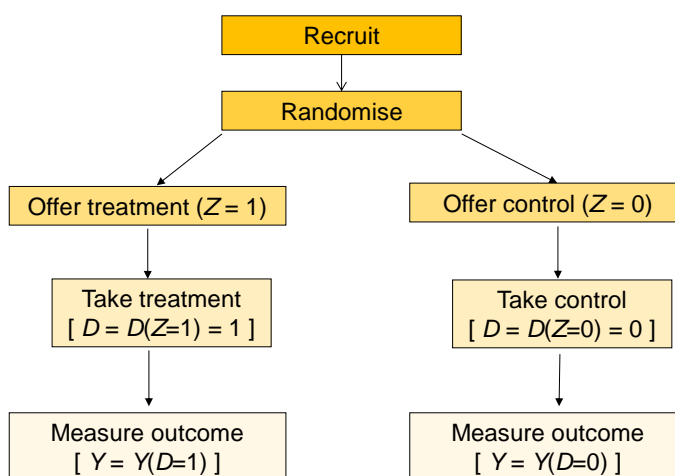 Recruit
Randomise
Offer treatment (Z = 1)
Offer control (Z = 0)
Take treatment
[ D = D(Z=1) = 1 ]
Take control
[ D = D(Z=0) = 0 ]
Measure outcome
[ Y = Y(D=1) ]
Measure outcome
[ Y = Y(D=0) ]